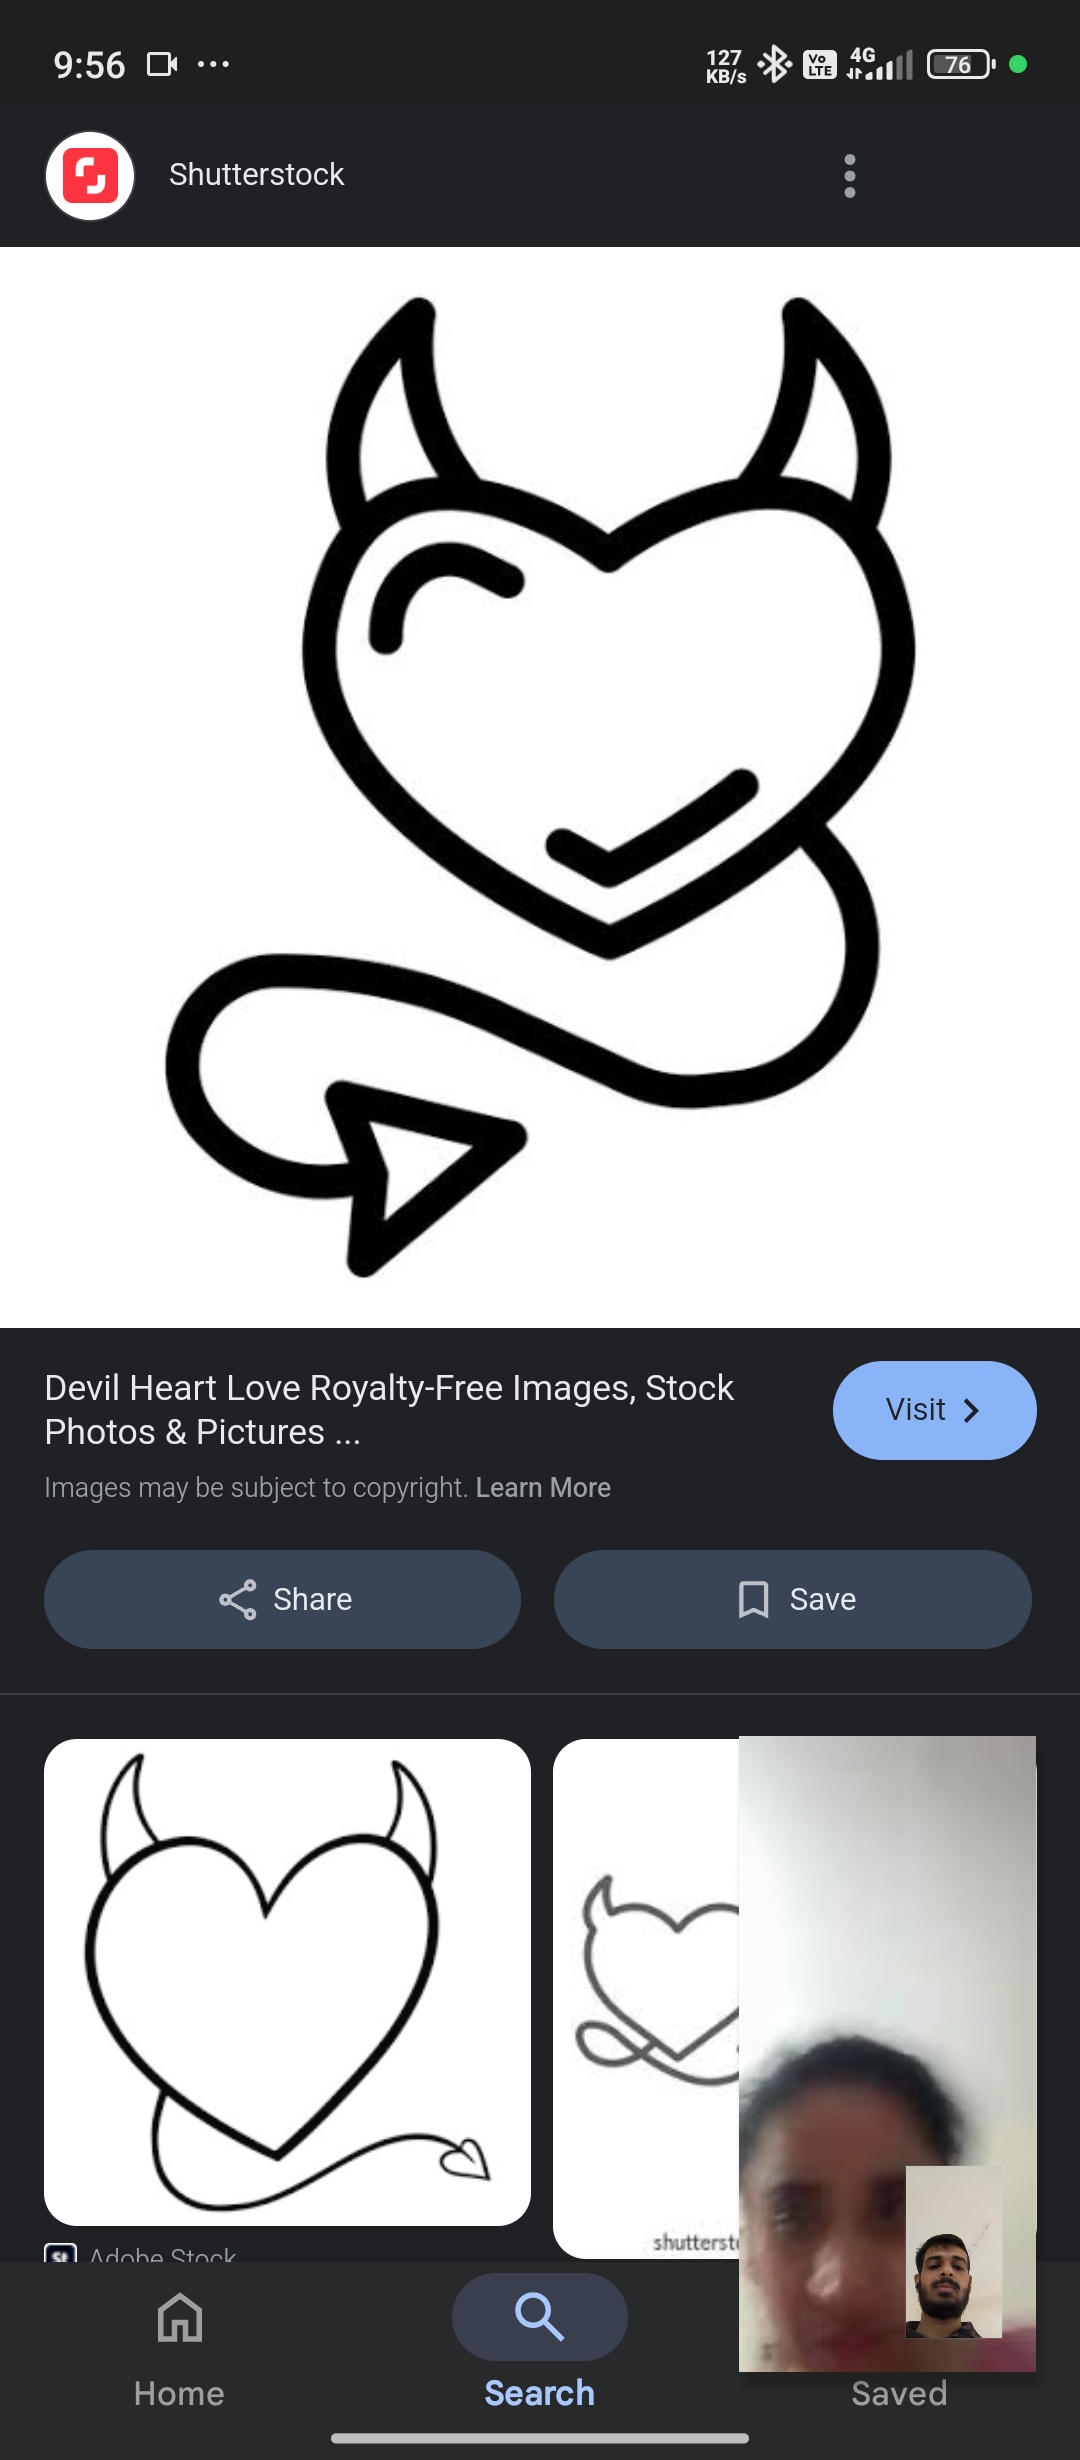 9:56
127
KB/s
Vo
LTE
4G
76
Shutterstock
Devil Heart Love Royalty-Free Images, Stock
Photos & Pictures ...
Visit
Images may be subject to copyright. Learn More
Share
Save
shutterst
St
Adobe Stock
Home
Search
Saved